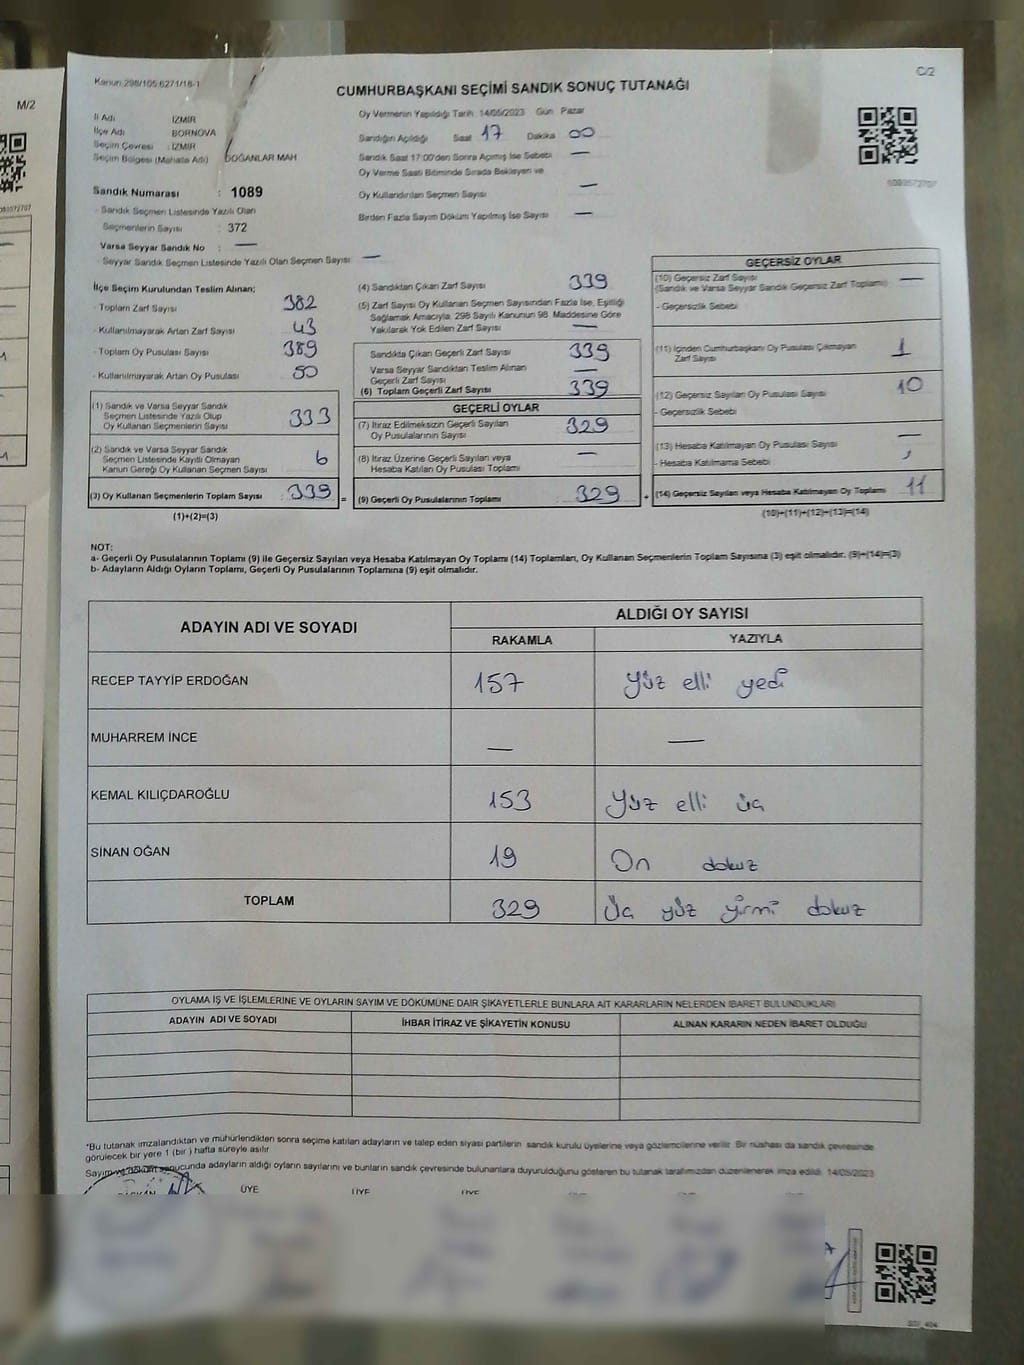 M/2
C/2
Kanun:298/105 6271/18-1
CUMHURBAŞKANI SEÇİMİ SANDIK SONUÇ TUTANAĞI
İl Adı İZMİR
İlçe Adı BORNOVA
Seçim Çevresi : İZMİR
Seçim Bölgesi (Mahalle Adı) DOĞANLAR MAH
Sandık Numarası : 1089
- Sandık Seçmen Listesinde Yazılı Olan
Seçmenlerin Sayısı : 372
Varsa Seyyar Sandık No : —
- Seyyar Sandık Seçmen Listesinde Yazılı Olan Seçmen Sayısı —
Oy Vermenin Yapıldığı Tarih 14/05/2023 Gün Pazar
Sandığın Açıldığı Saat 17 Dakika 00
Sandık Saat 17:00'den Sonra Açılmış İse Sebebi —
Oy Verme Saati Bitiminde Sırada Bekleyen ve
Oy Kullandırılan Seçmen Sayısı —
Birden Fazla Sayım Döküm Yapılmış İse Sayısı —
1090572707
İlçe Seçim Kurulundan Teslim Alınan;
- Toplam Zarf Sayısı 382
- Kullanılmayarak Artan Zarf Sayısı 43
- Toplam Oy Pusulası Sayısı 389
- Kullanılmayarak Artan Oy Pusulası 50
(1) Sandık ve Varsa Seyyar Sandık
Seçmen Listesinde Yazılı Olup
Oy Kullanan Seçmenlerin Sayısı 333
(2) Sandık ve Varsa Seyyar Sandık
Seçmen Listesinde Kayıtlı Olmayan
Kanun Gereği Oy Kullanan Seçmen Sayısı 6
(3) Oy Kullanan Seçmenlerin Toplam Sayısı : 339 =
(1)+(2)=(3)
(4) Sandıktan Çıkan Zarf Sayısı 339
(5) Zarf Sayısı Oy Kullanan Seçmen Sayısından Fazla İse, Eşitliği
Sağlamak Amacıyla, 298 Sayılı Kanunun 98. Maddesine Göre
Yakılarak Yok Edilen Zarf Sayısı —
Sandıkta Çıkan Geçerli Zarf Sayısı 339
Varsa Seyyar Sandıktan Teslim Alınan
Geçerli Zarf Sayısı —
(6) Toplam Geçerli Zarf Sayısı 339
GEÇERLİ OYLAR
(7) İtiraz Edilmeksizin Geçerli Sayılan
Oy Pusulalarının Sayısı 329
(8) İtiraz Üzerine Geçerli Sayılan veya
Hesaba Katılan Oy Pusulası Toplamı —
(9) Geçerli Oy Pusulalarının Toplamı 329 +
GEÇERSİZ OYLAR
(10) Geçersiz Zarf Sayısı —
(Sandık ve Varsa Seyyar Sandık Geçersiz Zarf Toplamı)
- Geçersizlik Sebebi
(11) İçinden Cumhurbaşkanı Oy Pusulası Çıkmayan
Zarf Sayısı 1
(12) Geçersiz Sayılan Oy Pusulası Sayısı 10
- Geçersizlik Sebebi
(13) Hesaba Katılmayan Oy Pusulası Sayısı —
- Hesaba Katılmama Sebebi
(14) Geçersiz Sayılan veya Hesaba Katılmayan Oy Toplamı 11
(10)+(11)+(12)+(13)=(14)
NOT:
a- Geçerli Oy Pusulalarının Toplamı (9) ile Geçersiz Sayılan veya Hesaba Katılmayan Oy Toplamı (14) Toplamları, Oy Kullanan Seçmenlerin Toplam Sayısına (3) eşit olmalıdır. (9)+(14)=(3)
b- Adayların Aldığı Oyların Toplamı, Geçerli Oy Pusulalarının Toplamına (9) eşit olmalıdır.
ADAYIN ADI VE SOYADI ALDIĞI OY SAYISI
RAKAMLA YAZIYLA
RECEP TAYYİP ERDOĞAN 157 Yüz elli yedi
MUHARREM İNCE — —
KEMAL KILIÇDAROĞLU 153 Yüz elli üç
SİNAN OĞAN 19 On dokuz
TOPLAM 329 Üç yüz yirmi dokuz
OYLAMA İŞ VE İŞLEMLERİNE VE OYLARIN SAYIM VE DÖKÜMÜNE DAİR ŞİKAYETLERLE BUNLARA AİT KARARLARIN NELERDEN İBARET BULUNDUKLARI
ADAYIN ADI VE SOYADI İHBAR İTİRAZ VE ŞİKAYETİN KONUSU ALINAN KARARIN NEDEN İBARET OLDUĞU
*Bu tutanak imzalandıktan ve mühürlendikten sonra seçime katılan adayların ve talep eden siyasi partilerin sandık kurulu üyelerine veya gözlemcilerine verilir. Bir nüshası da sandık çevresinde
görülecek bir yere 1 (bir) hafta süreyle asılır.
Sayım ve döküm sonucunda adayların aldığı oyların sayılarını ve bunların sandık çevresinde bulunanlara duyurulduğunu gösteren bu tutanak tarafımızdan düzenlenerek imza edildi. 14/05/2023
BAŞKAN ÜYE ÜYE ÜYE